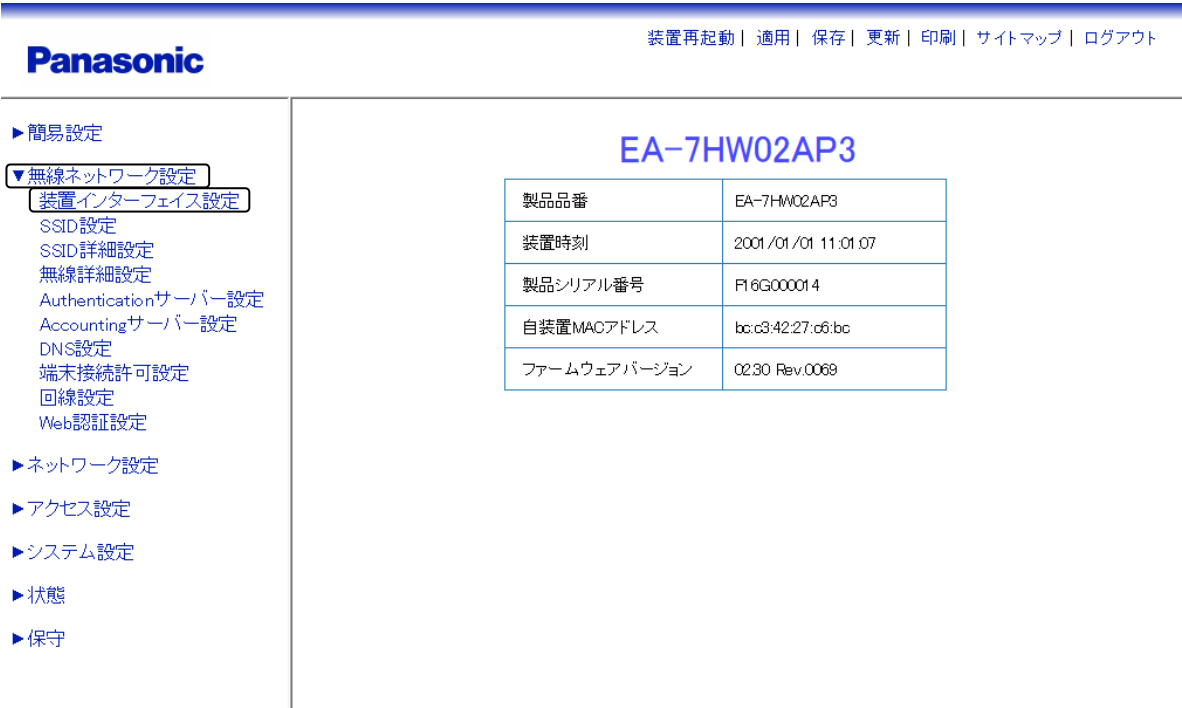 装置再起動| 適用| 保存| 更新| 印刷| サイトマップ| ログアウト
Panasonic
▶簡易設定
▼無線ネットワーク設定
装置インターフェイス設定
SSID設定
SSID詳細設定
無線詳細設定
Authenticationサーバー設定
Accountingサーバー設定
DNS設定
端末接続許可設定
回線設定
Web認証設定
▶ネットワーク設定
▶アクセス設定
▶システム設定
▶状態
▶保守
EA-7HW02AP3
製品品番 EA-7HW02AP3
装置時刻 2001/01/01 11:01:07
製品シリアル番号 F16G000014
自装置MACアドレス bc:c3:42:27:c6:bc
ファームウェアバージョン 02.30 Rev.0069